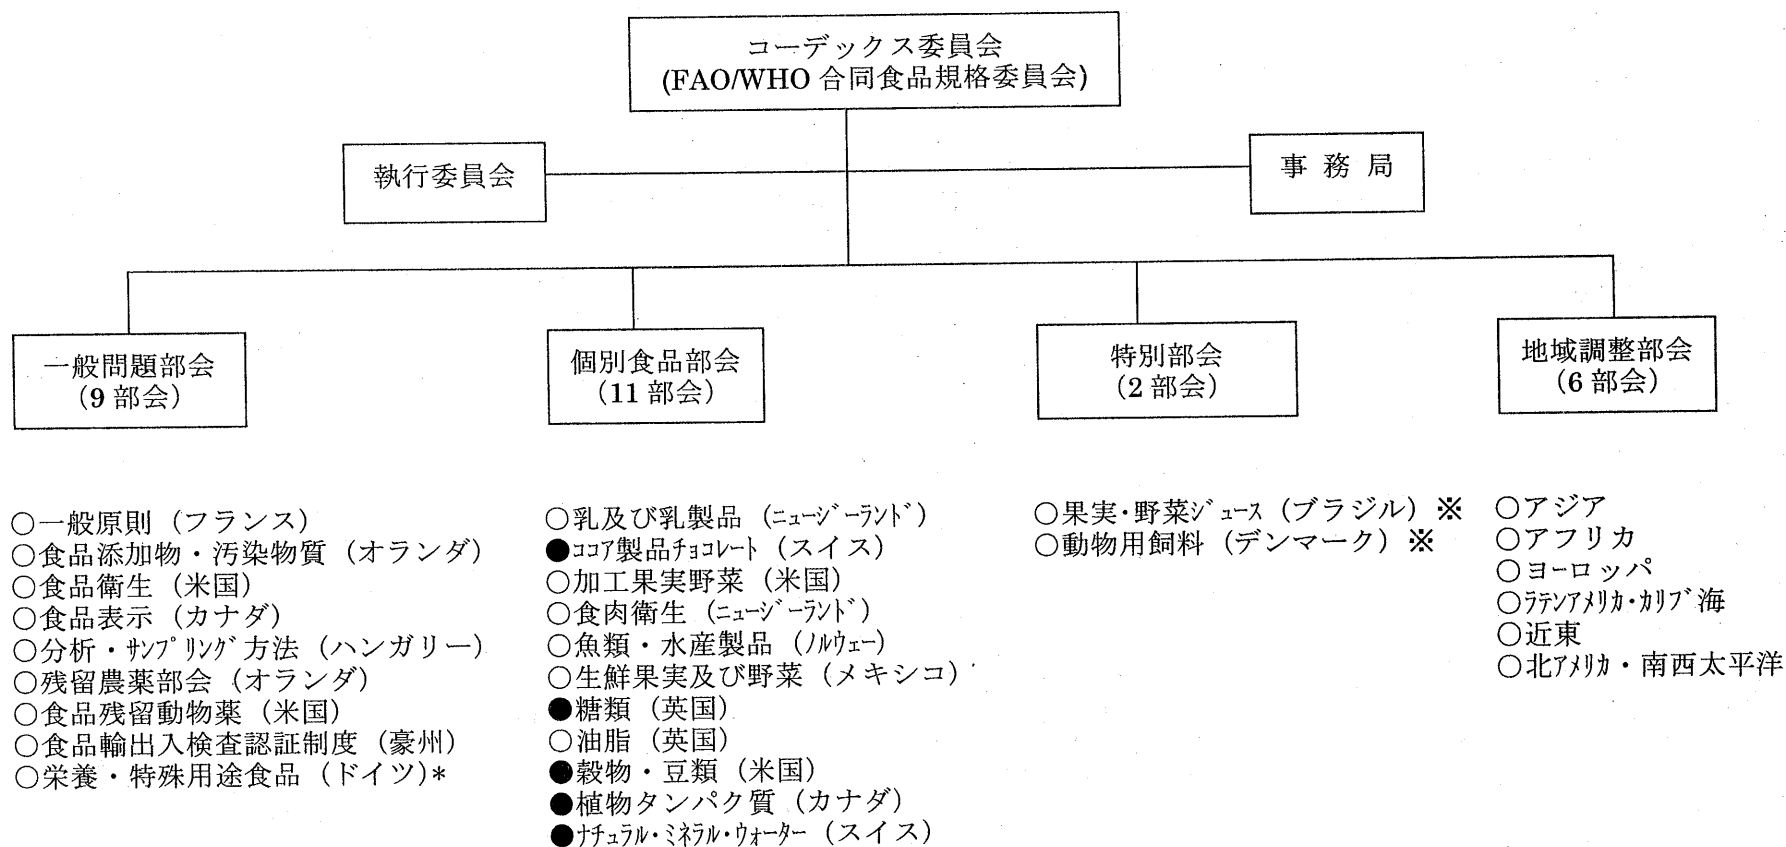 コーデックス委員会
(FAO/WHO 合同食品規格委員会)
執行委員会
事 務 局
一般問題部会
(9 部会)
個別食品部会
(11 部会)
特別部会
(2 部会)
地域調整部会
(6 部会)
○一般原則（フランス）
○食品添加物・汚染物質（オランダ）
○食品衛生（米国）
○食品表示（カナダ）
○分析・ｻﾝﾌﾟﾘﾝｸﾞ方法（ハンガリー）
○残留農薬部会（オランダ）
○食品残留動物薬（米国）
○食品輸出入検査認証制度（豪州）
○栄養・特殊用途食品（ドイツ）*
○乳及び乳製品（ﾆｭｰｼﾞｰﾗﾝﾄﾞ）
●ｺｺｱ製品ﾁｮｺﾚｰﾄ（スイス）
○加工果実野菜（米国）
○食肉衛生（ﾆｭｰｼﾞｰﾗﾝﾄﾞ）
○魚類・水産製品（ﾉﾙｳｪｰ）
○生鮮果実及び野菜（メキシコ）
●糖類（英国）
○油脂（英国）
●穀物・豆類（米国）
●植物タンパク質（カナダ）
●ﾅﾁｭﾗﾙ・ﾐﾈﾗﾙ・ｳｫｰﾀｰ（スイス）
○果実・野菜ｼﾞｭｰｽ（ブラジル）※
○動物用飼料（デンマーク）※
○アジア
○アフリカ
○ヨーロッパ
○ﾗﾃﾝｱﾒﾘｶ・ｶﾘﾌﾞ海
○近東
○北ｱﾒﾘｶ・南西太平洋